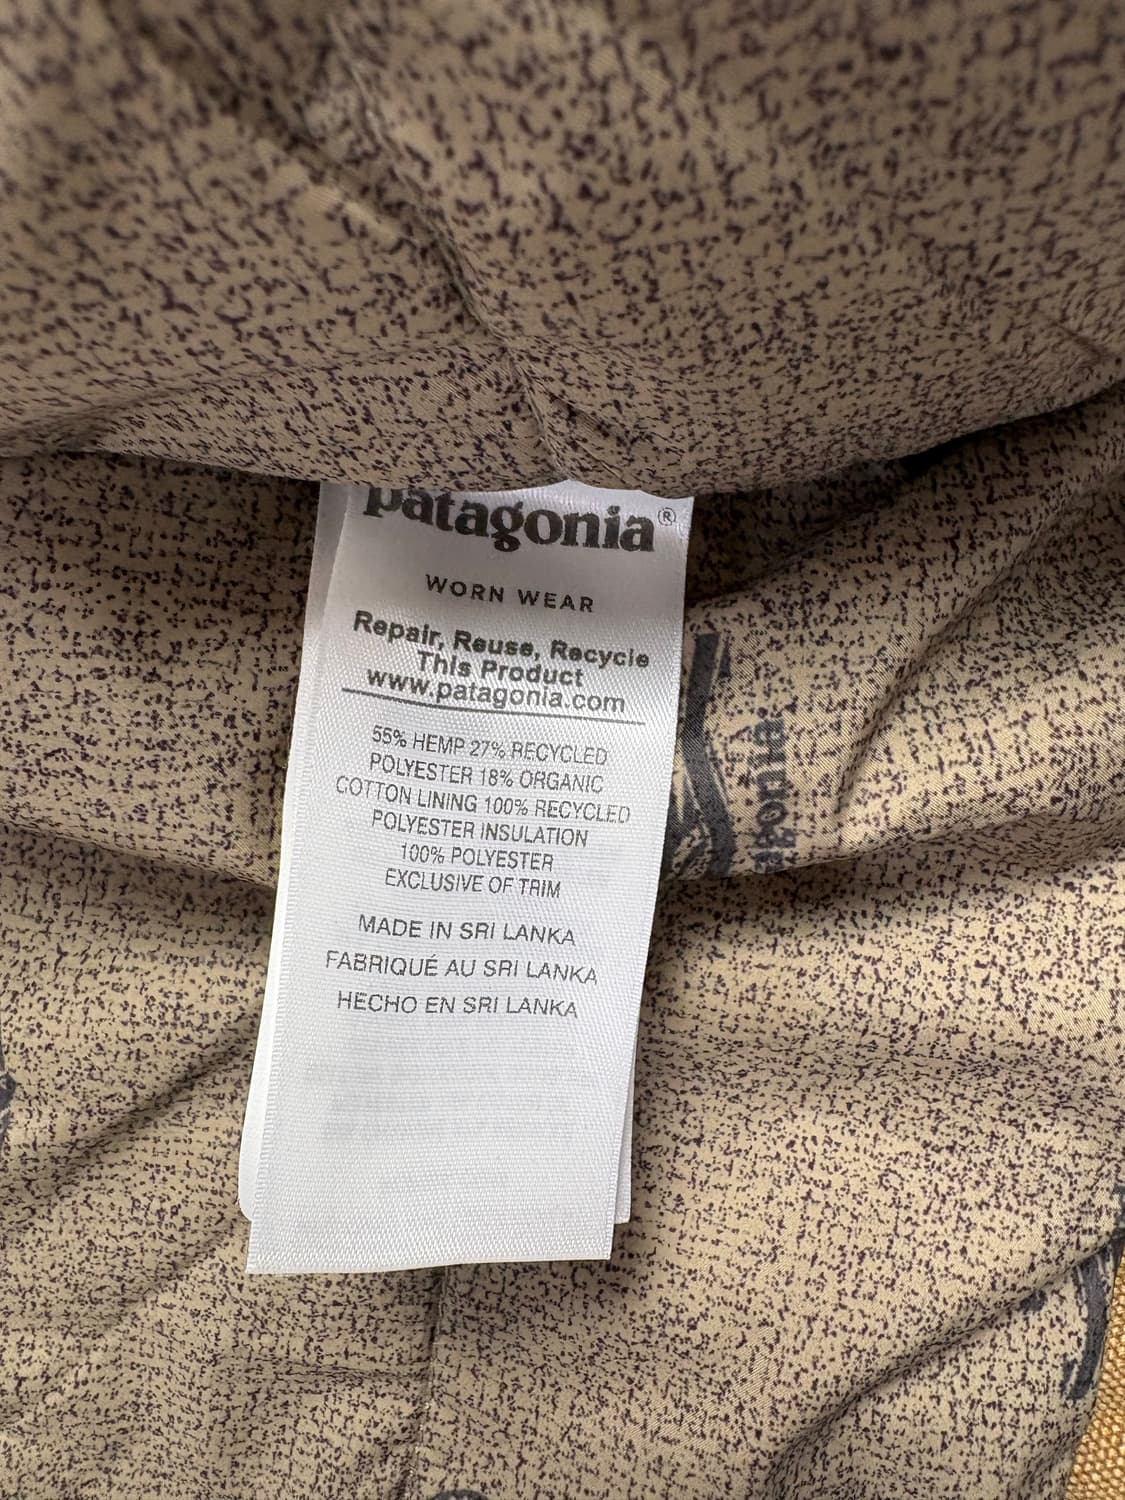 patagonia®
WORN WEAR
Repair, Reuse, Recycle
This Product
www.patagonia.com
55% HEMP 27% RECYCLED
POLYESTER 18% ORGANIC
COTTON LINING 100% RECYCLED
POLYESTER INSULATION
100% POLYESTER
EXCLUSIVE OF TRIM
MADE IN SRI LANKA
FABRIQUÉ AU SRI LANKA
HECHO EN SRI LANKA